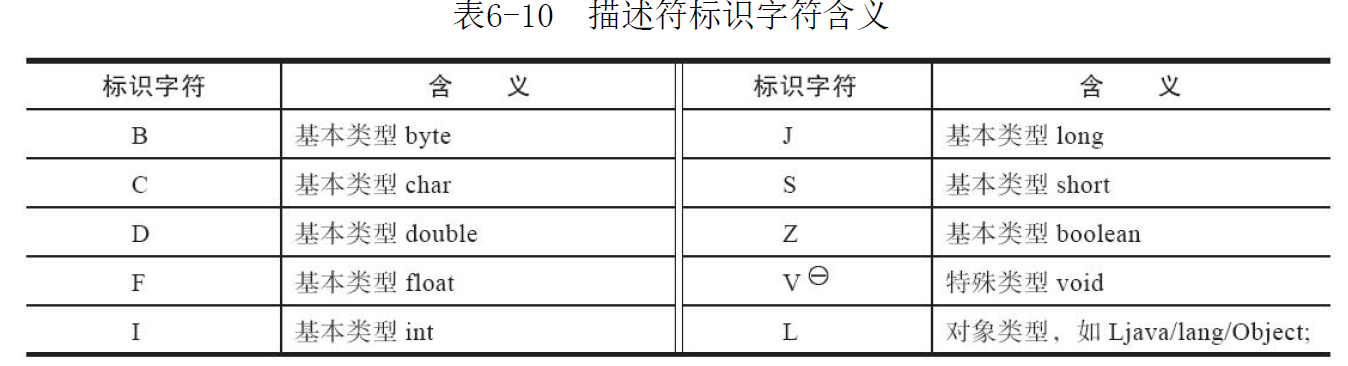 表6-10 描述符标识字符含义
标识字符 含 义 标识字符 含 义
B 基本类型 byte J 基本类型 long
C 基本类型 char S 基本类型 short
D 基本类型 double Z 基本类型 boolean
F 基本类型 float V㊀ 特殊类型 void
I 基本类型 int L 对象类型，如 Ljava/lang/Object;